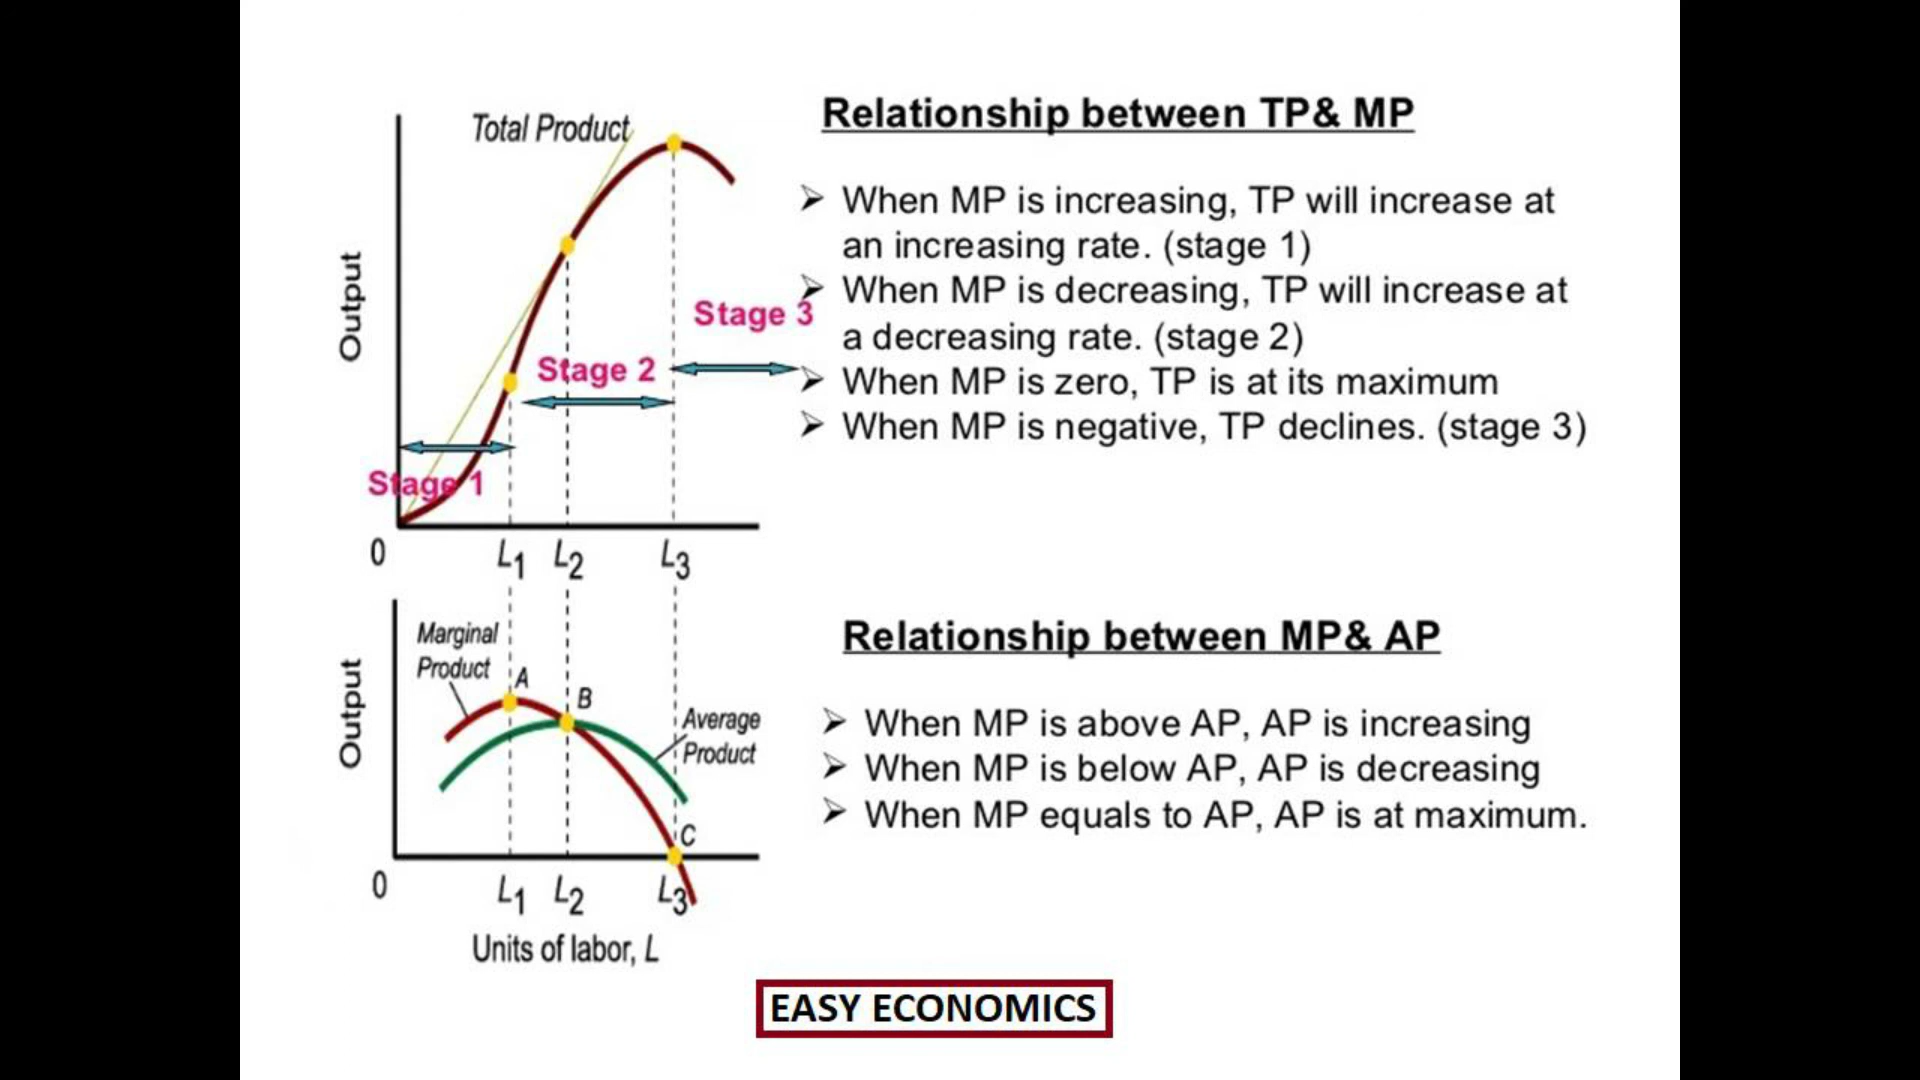 Total Product
Output
Stage 1
Stage 2
Stage 3
0
L1 L2 L3
Marginal
Product
A
B
Average
Product
C
Output
0
L1 L2 L3
Units of labor, L
Relationship between TP& MP
➢ When MP is increasing, TP will increase at
an increasing rate. (stage 1)
➢ When MP is decreasing, TP will increase at
a decreasing rate. (stage 2)
➢ When MP is zero, TP is at its maximum
➢ When MP is negative, TP declines. (stage 3)
Relationship between MP& AP
➢ When MP is above AP, AP is increasing
➢ When MP is below AP, AP is decreasing
➢ When MP equals to AP, AP is at maximum.
EASY ECONOMICS